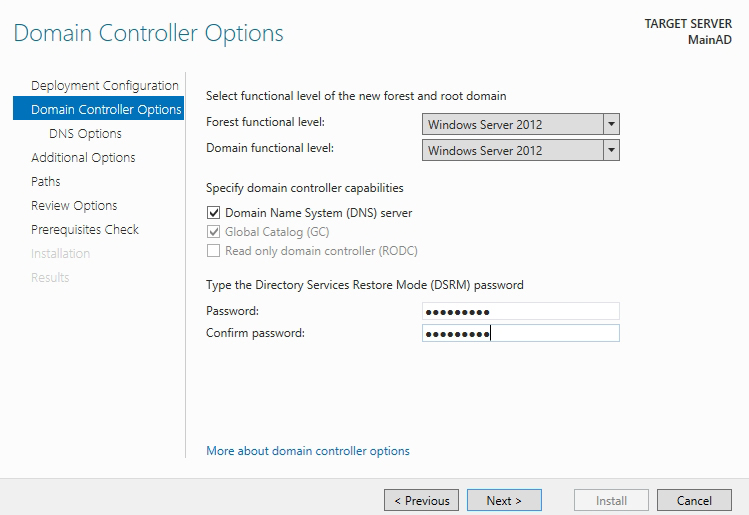 Domain Controller Options
TARGET SERVER
MainAD
Deployment Configuration
Domain Controller Options
DNS Options
Additional Options
Paths
Review Options
Prerequisites Check
Installation
Results
Select functional level of the new forest and root domain
Forest functional level: Windows Server 2012
Domain functional level: Windows Server 2012
Specify domain controller capabilities
Domain Name System (DNS) server
Global Catalog (GC)
Read only domain controller (RODC)
Type the Directory Services Restore Mode (DSRM) password
Password: ●●●●●●●●●
Confirm password: ●●●●●●●●●
More about domain controller options
< Previous Next > Install Cancel